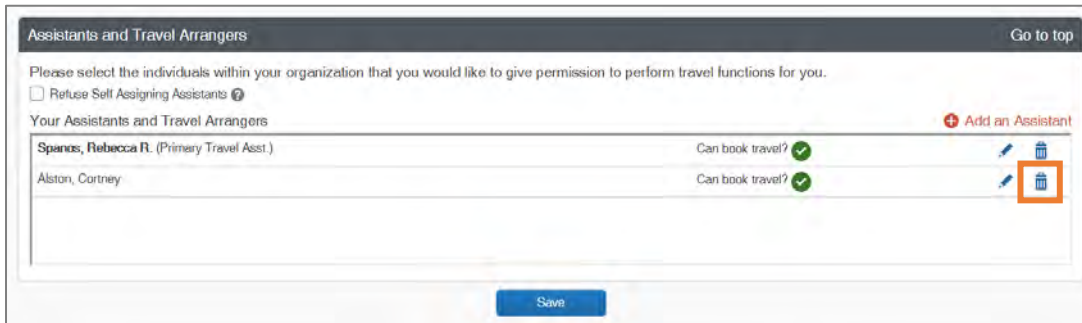 Assistants and Travel Arrangers Go to top
Please select the individuals within your organization that you would like to give permission to perform travel functions for you.
Refuse Self Assigning Assistants
Your Assistants and Travel Arrangers Add an Assistant
Spanos, Rebecca R. (Primary Travel Asst.) Can book travel?
Alston, Cortney Can book travel?
Save